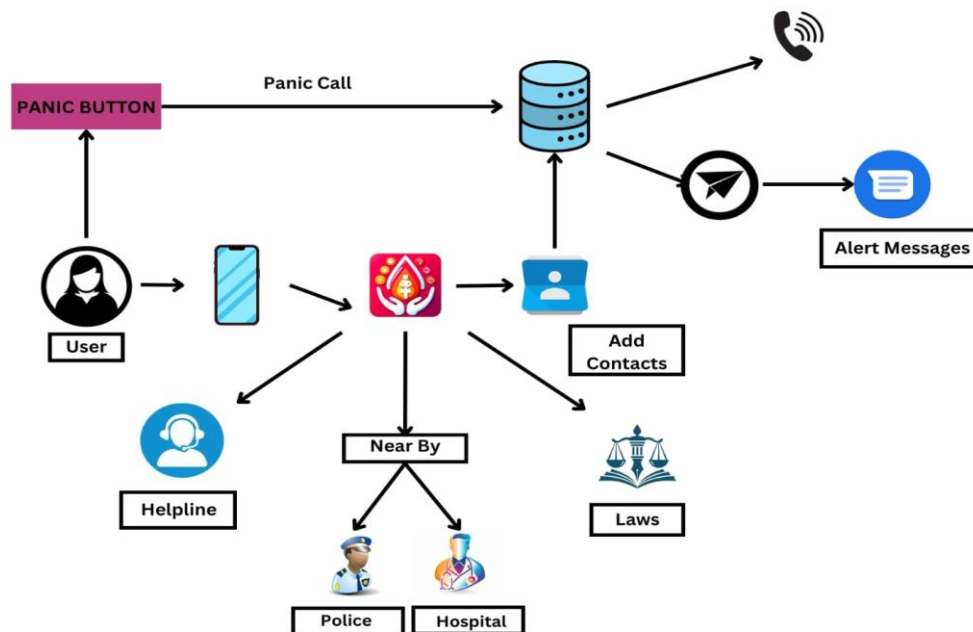 Panic Call
PANIC BUTTON
Alert Messages
User
Add
Contacts
Near By
Helpline
Laws
Police
Hospital